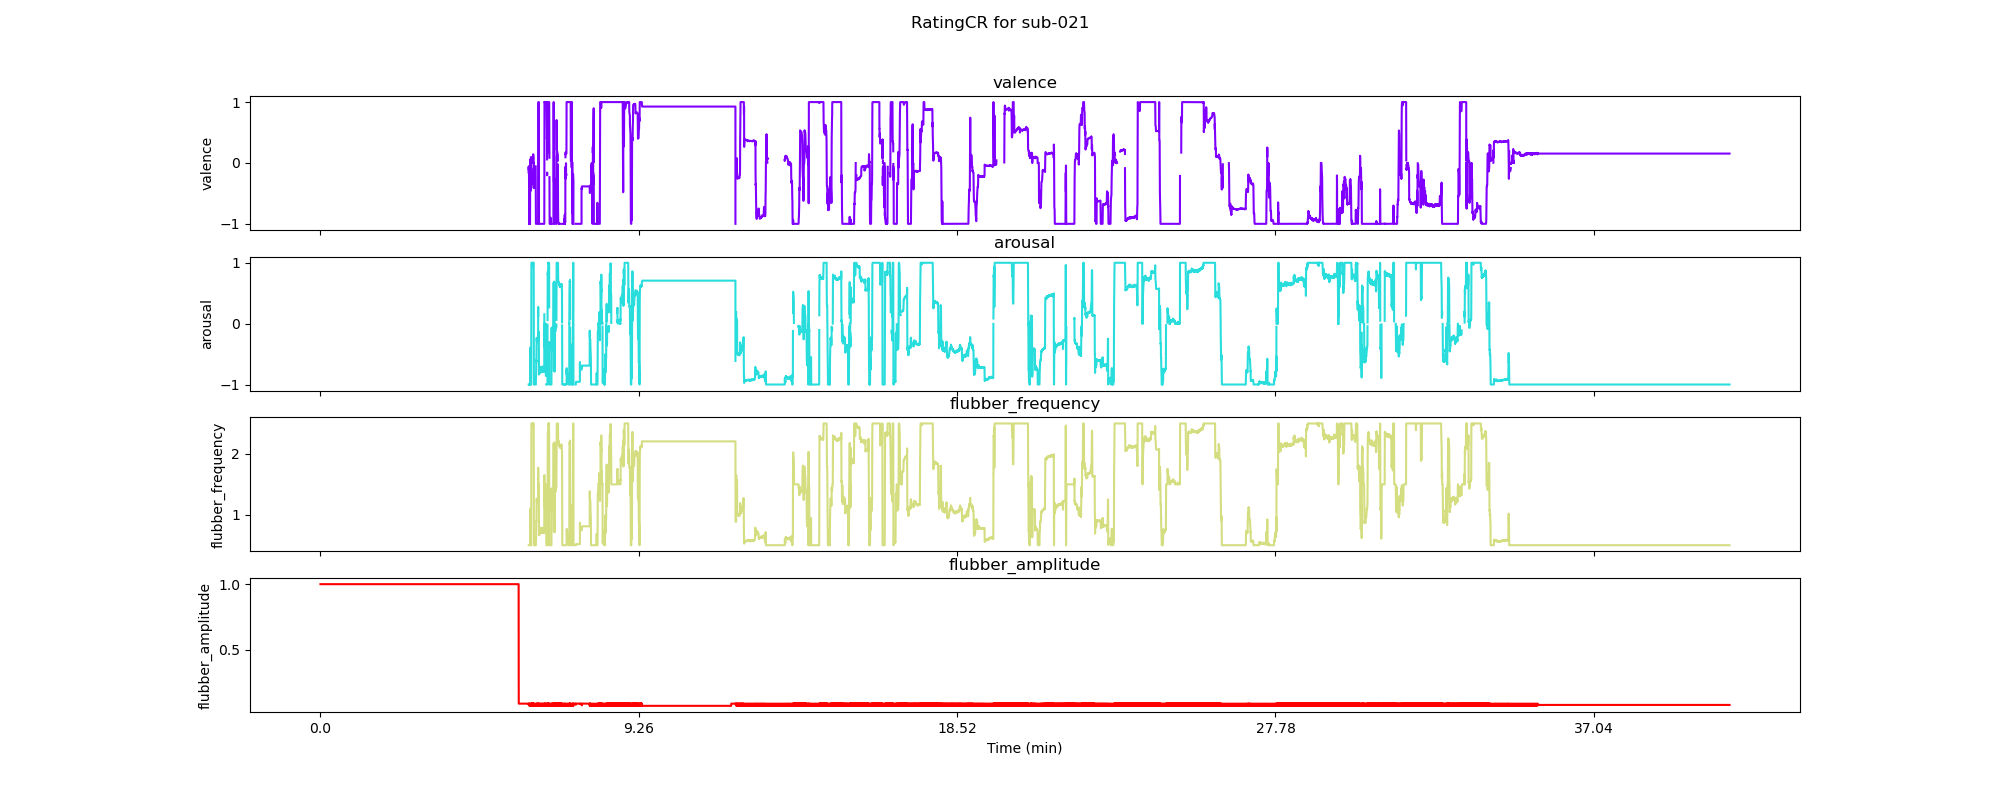 RatingCR for sub-021
valence
valence
1
0
−1
arousal
arousal
1
0
−1
flubber_frequency
flubber_frequency
2
1
flubber_amplitude
flubber_amplitude
1.0
0.5
0.0 9.26 18.52 27.78 37.04
Time (min)